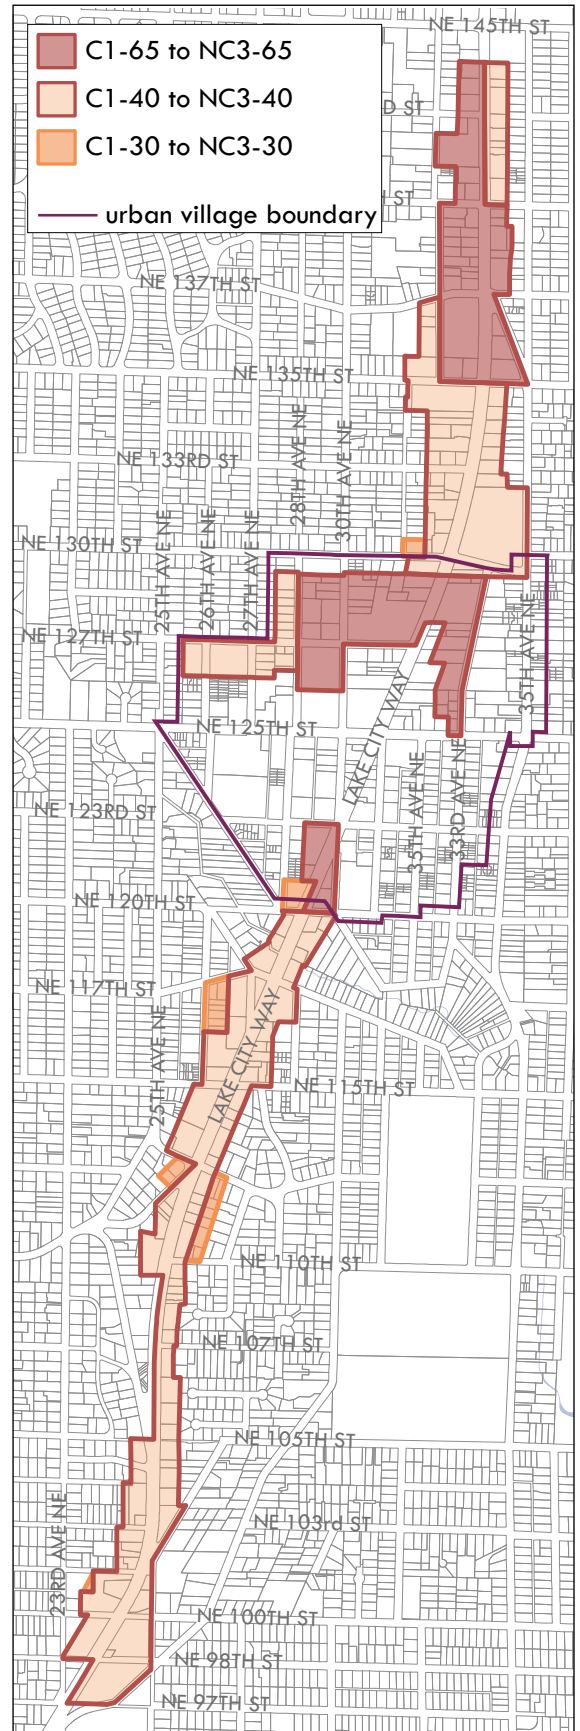 NE 145TH ST
C1-65 to NC3-65
C1-40 to NC3-40
D ST
C1-30 to NC3-30
ST
urban village boundary
NE 137TH ST
NE 135TH ST
28TH AVE NE
30TH AVE NE
NE 133RD ST
25TH AVE NE
26TH AVE NE
27TH AVE NE
NE 130TH ST
NE 127TH ST
35TH AVE NE
LAKE CITY WAY
NE 125TH ST
35TH AVE NE
33RD AVE NE
NE 123RD ST
NE 120TH ST
NE 117TH ST
LAKE CITY WAY
25TH AVE NE
NE 115TH ST
NE 110TH ST
NE 107TH ST
NE 105TH ST
23RD AVE NE
NE 103rd ST
NE 100TH ST
NE 98TH ST
NE 97TH ST